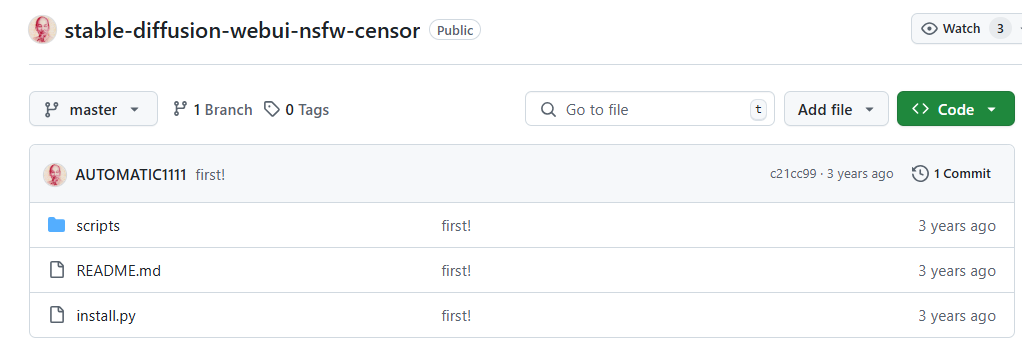 stable-diffusion-webui-nsfw-censor Public Watch 3
master 1 Branch 0 Tags Go to file t Add file Code
AUTOMATIC1111 first! c21cc99 · 3 years ago 1 Commit
scripts first! 3 years ago
README.md first! 3 years ago
install.py first! 3 years ago